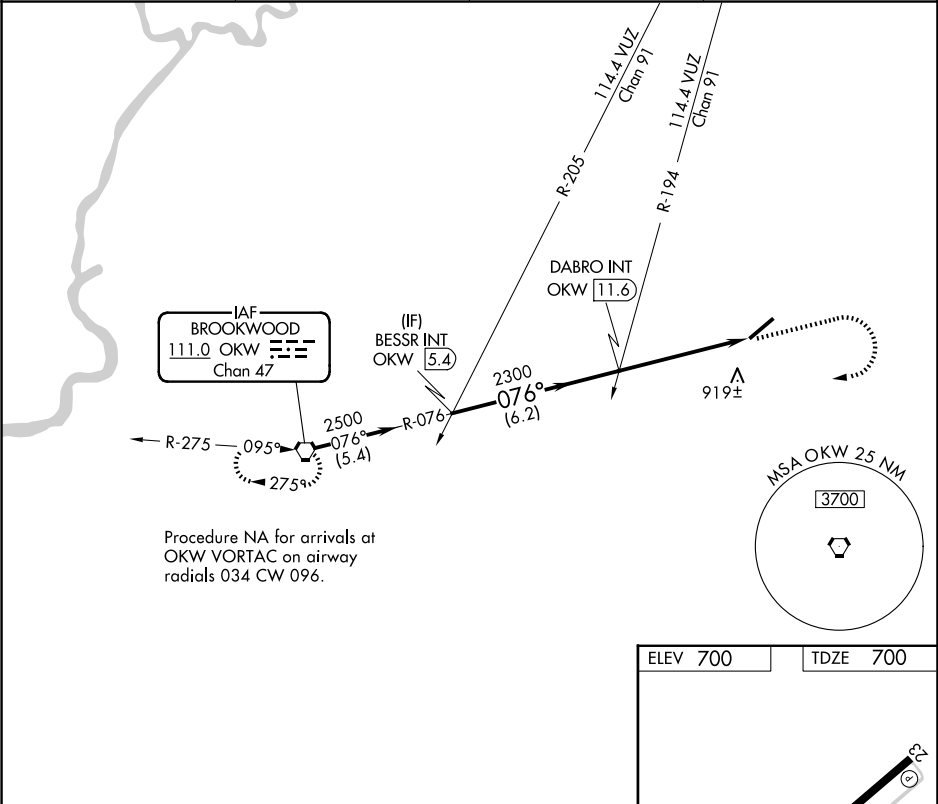 114.4 VUZ
Chan 91
114.4 VUZ
Chan 91
R-205
R-194
DABRO INT
OKW 11.6
IAF
BROOKWOOD
111.0 OKW
Chan 47
(IF)
BESSR INT
OKW 5.4
2300
076°
(6.2)
919±
2500
076°
(5.4)
R-076
R-275
095°
275°
MSA OKW 25 NM
3700
Procedure NA for arrivals at
OKW VORTAC on airway
radials 034 CW 096.
ELEV 700
TDZE 700
23
P